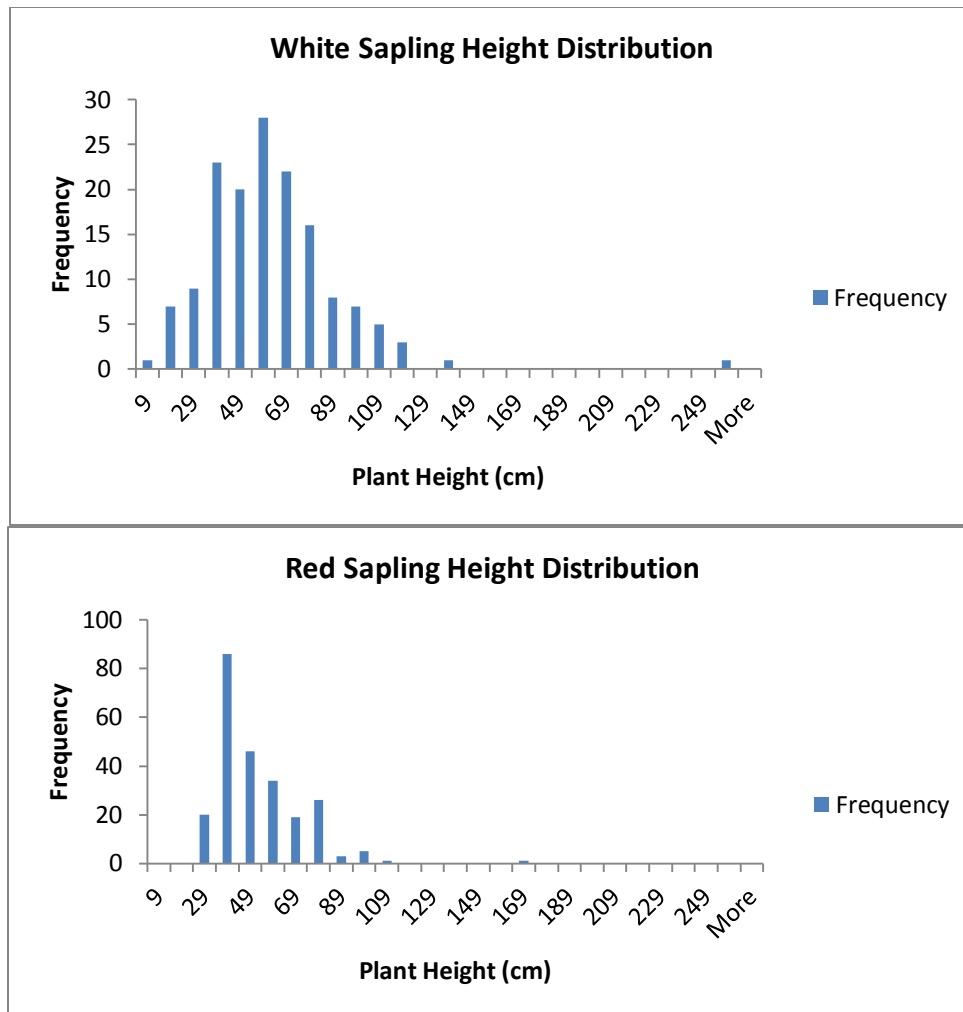 White Sapling Height Distribution
30
25
20
15
10
5
0
Frequency
Frequency
9 29 49 69 89 109 129 149 169 189 209 229 249 More
Plant Height (cm)
Red Sapling Height Distribution
100
80
60
40
20
0
Frequency
Frequency
9 29 49 69 89 109 129 149 169 189 209 229 249 More
Plant Height (cm)